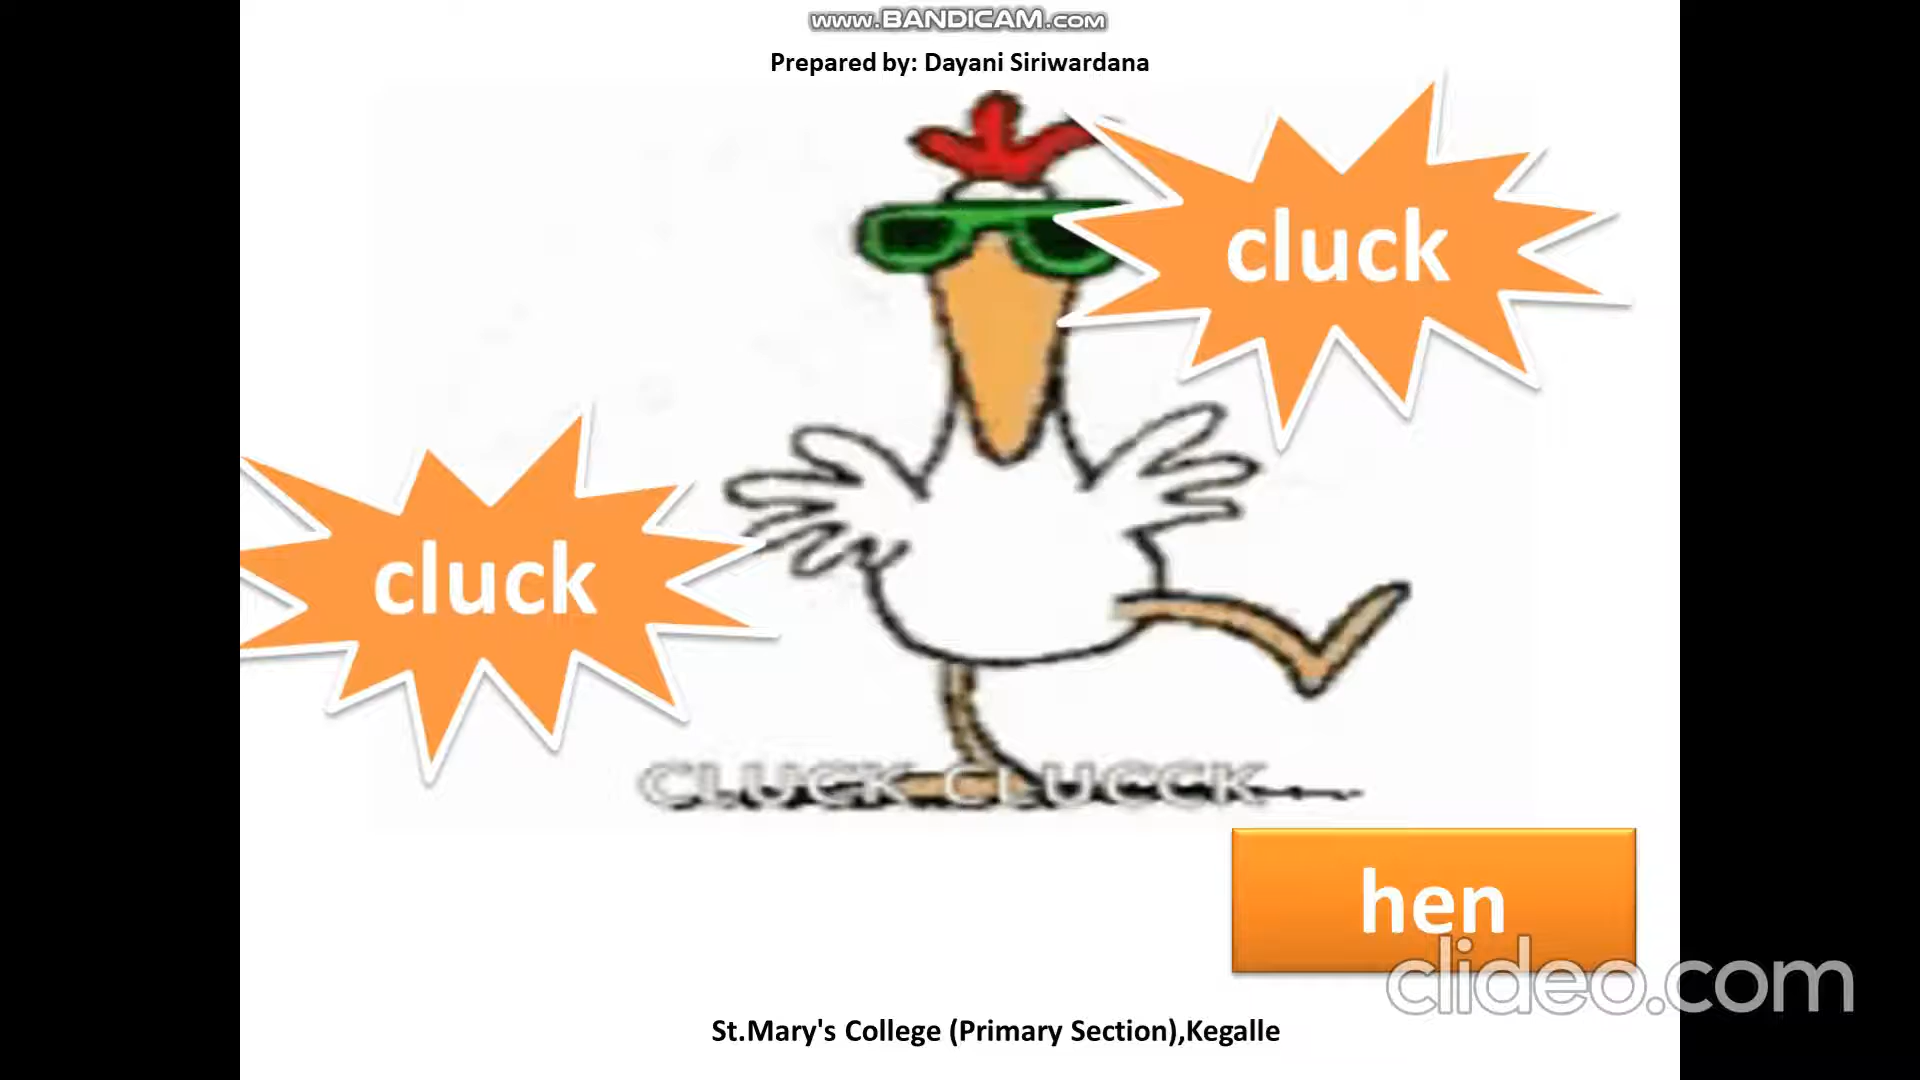 www.BANDICAM.com
Prepared by: Dayani Siriwardana
cluck
cluck
CLUCK CLUCCK
hen
clideo.com
St.Mary's College (Primary Section),Kegalle